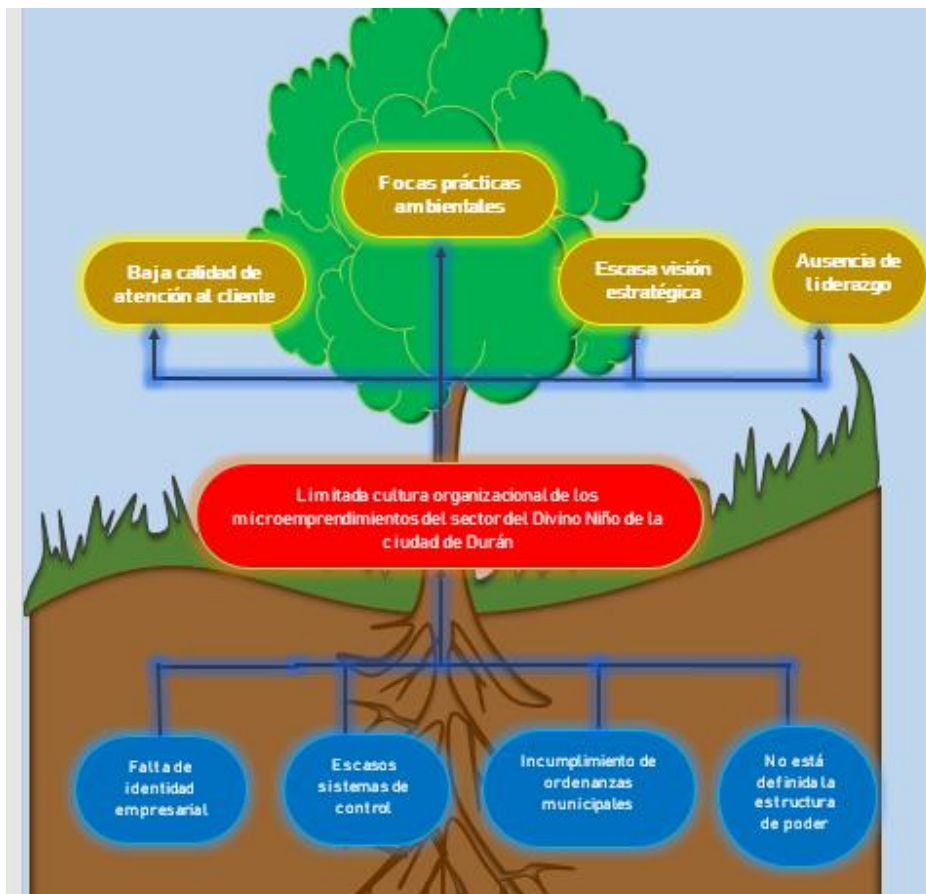 Focas prácticas
ambientales
Baja calidad de
atención al cliente
Escasa visión
estratégica
Ausencia de
liderazgo
Limitada cultura organizacional de los
microemprendimientos del sector del Divino Niño de la
ciudad de Durán
Falta de
identidad
empresarial
Escasos
sistemas de
control
Incumplimiento de
ordenanzas
municipales
No está
definida la
estructura
de poder